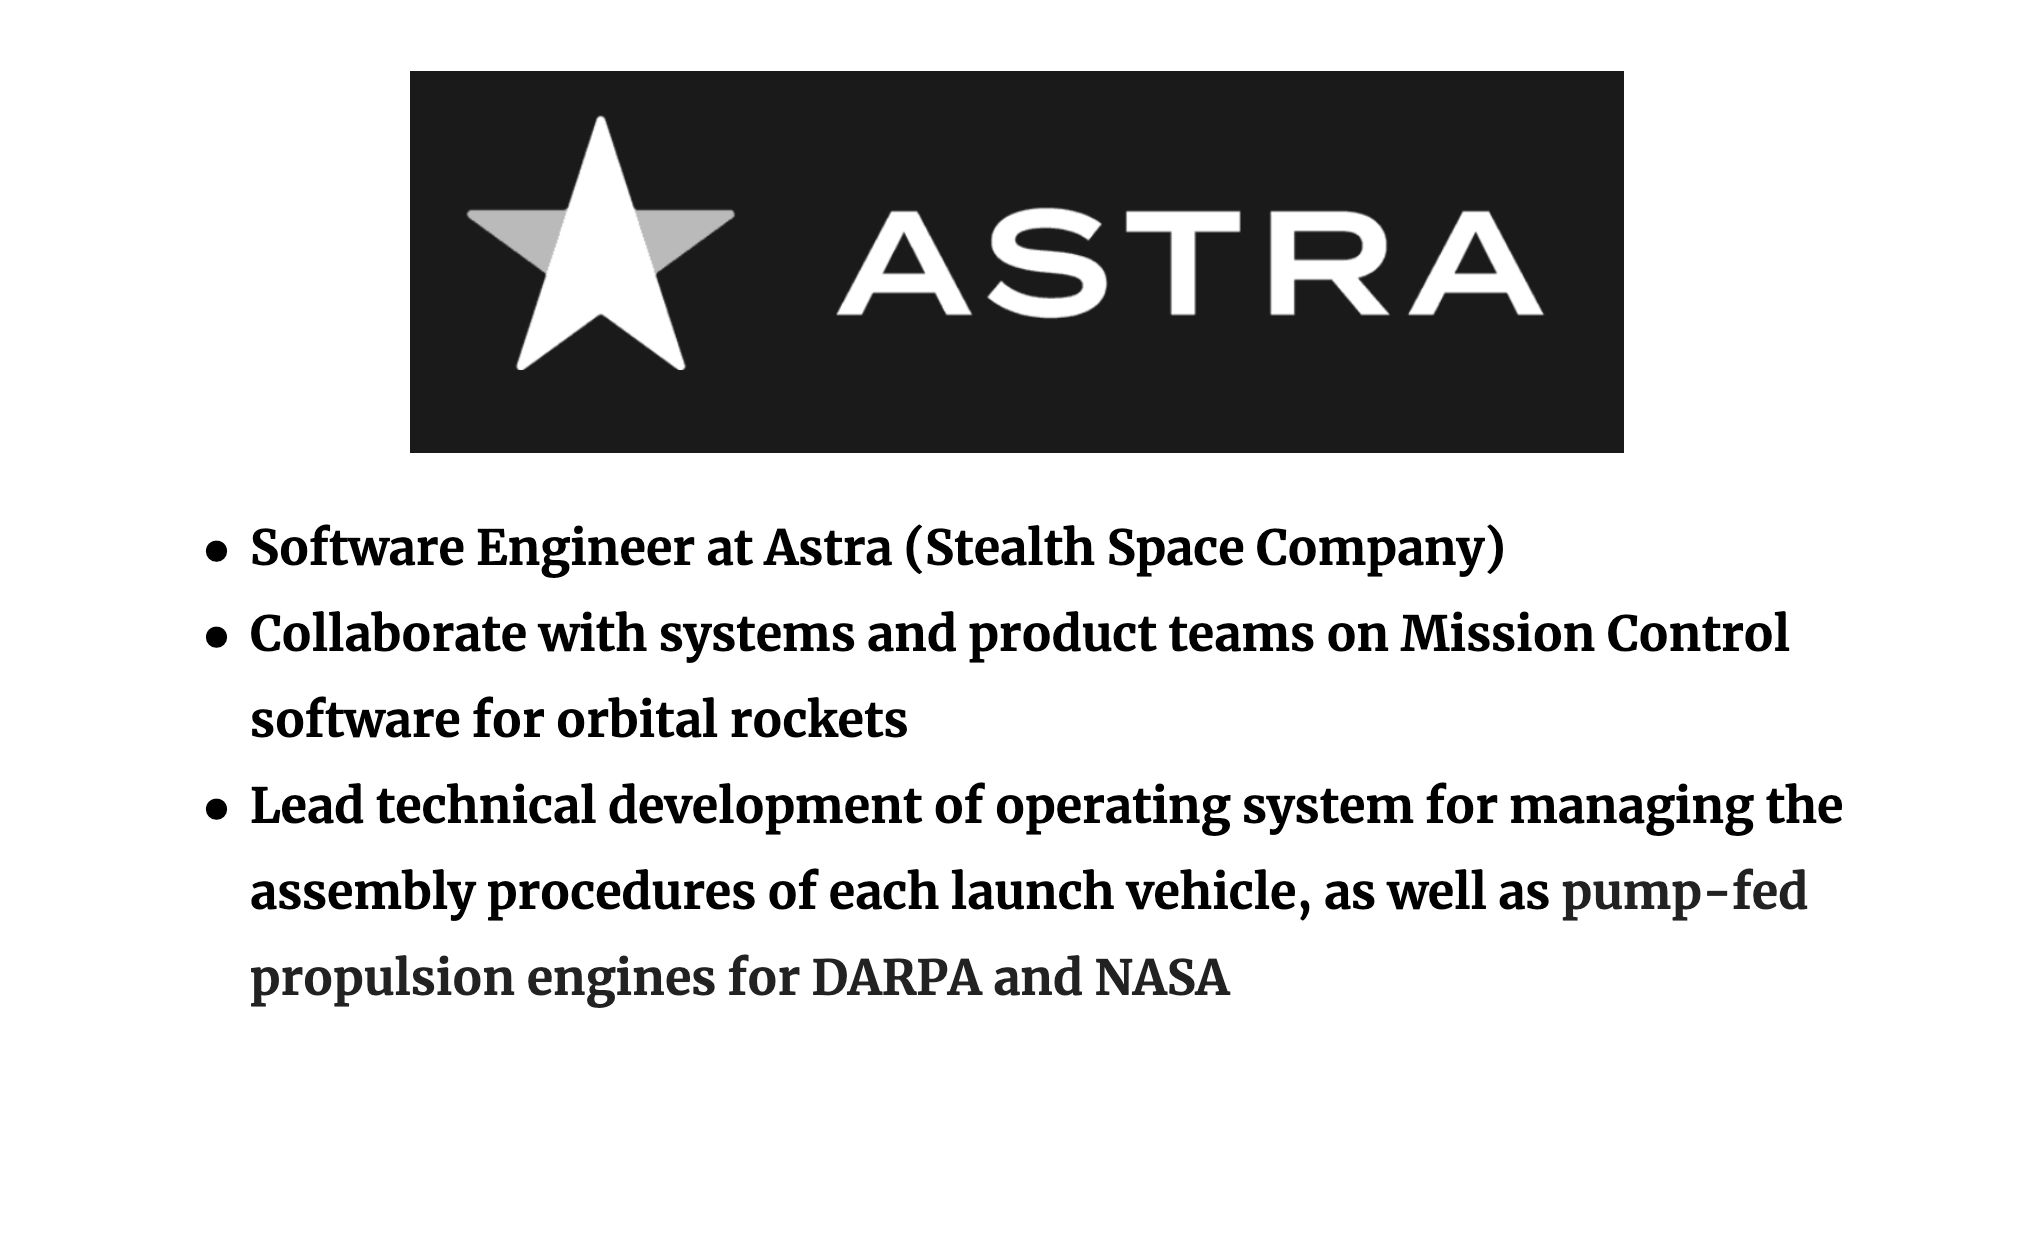 ASTRA
● Software Engineer at Astra (Stealth Space Company)
● Collaborate with systems and product teams on Mission Control
software for orbital rockets
● Lead technical development of operating system for managing the
assembly procedures of each launch vehicle, as well as pump-fed
propulsion engines for DARPA and NASA